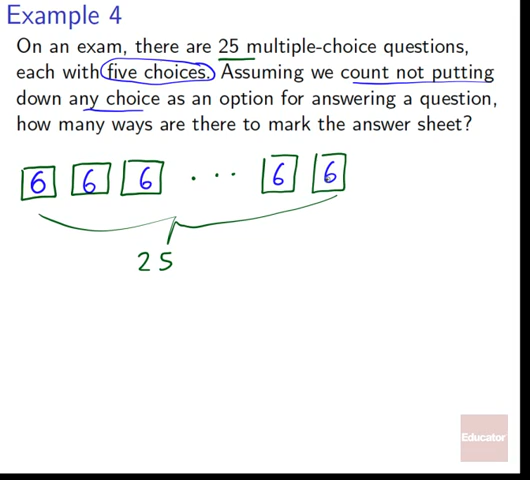 Example 4
On an exam, there are 25 multiple-choice questions,
each with five choices. Assuming we count not putting
down any choice as an option for answering a question,
how many ways are there to mark the answer sheet?
6 6 6 ... 6 6
25
Educator